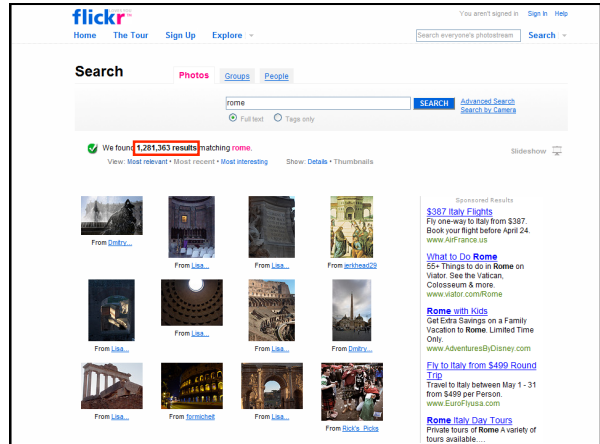 flickr
You aren't signed in Sign In Help
Home The Tour Sign Up Explore
Search everyone's photostream Search
Search
Photos Groups People
rome SEARCH Advanced Search
Search by Camera
Full text Tags only
We found 1,281,363 results matching rome.
View: Most relevant • Most recent • Most interesting Show: Details • Thumbnails
Slideshow
From Dmitry...
From Lisa...
From Lisa...
From jerkhead29
From Lisa...
From Lisa...
From Lisa...
From Dmitry...
From Lisa...
From formicheit
From Lisa...
From Rick's_Picks
Sponsored Results
$387 Italy Flights
Fly one-way to Italy from $387.
Book your flight before April 24.
www.AirFrance.us
What to Do Rome
55+ Things to do in Rome on
Viator. See the Vatican,
Colosseum & more.
www.viator.com/Rome
Rome with Kids
Get Extra Savings on a Family
Vacation to Rome. Limited Time
Only.
www.AdventuresByDisney.com
Fly to Italy from $499 Round
Trip
Travel to Italy between May 1 - 31
from $499 per Person.
www.EuroFlyusa.com
Rome Italy Day Tours
Private tours of Rome A variety of
tours available....